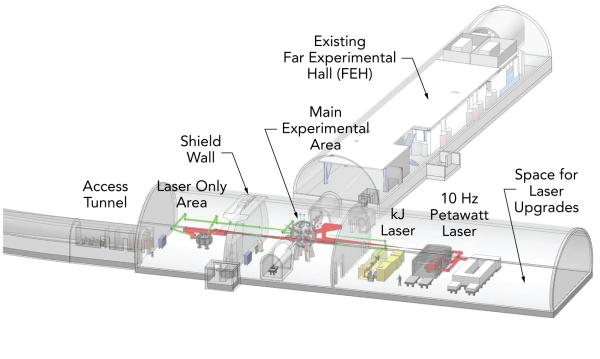 Existing
Far Experimental
Hall (FEH)
Main
Experimental
Area
Shield
Wall
Access
Tunnel
Laser Only
Area
kJ
Laser
10 Hz
Petawatt
Laser
Space for
Laser
Upgrades